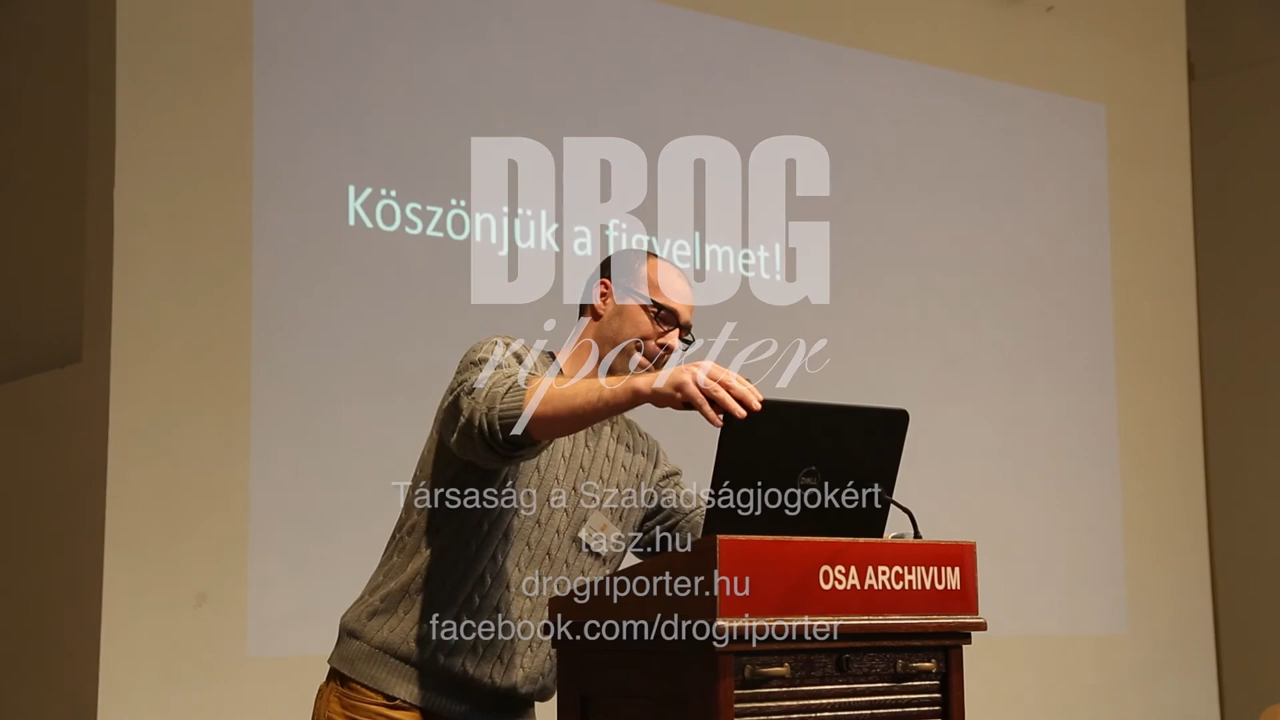 DROG
Köszönjük a figyelmet!
riporter
DELL
Társaság a Szabadságjogokért
tasz.hu
OSA ARCHIVUM
drogriporter.hu
facebook.com/drogriporter